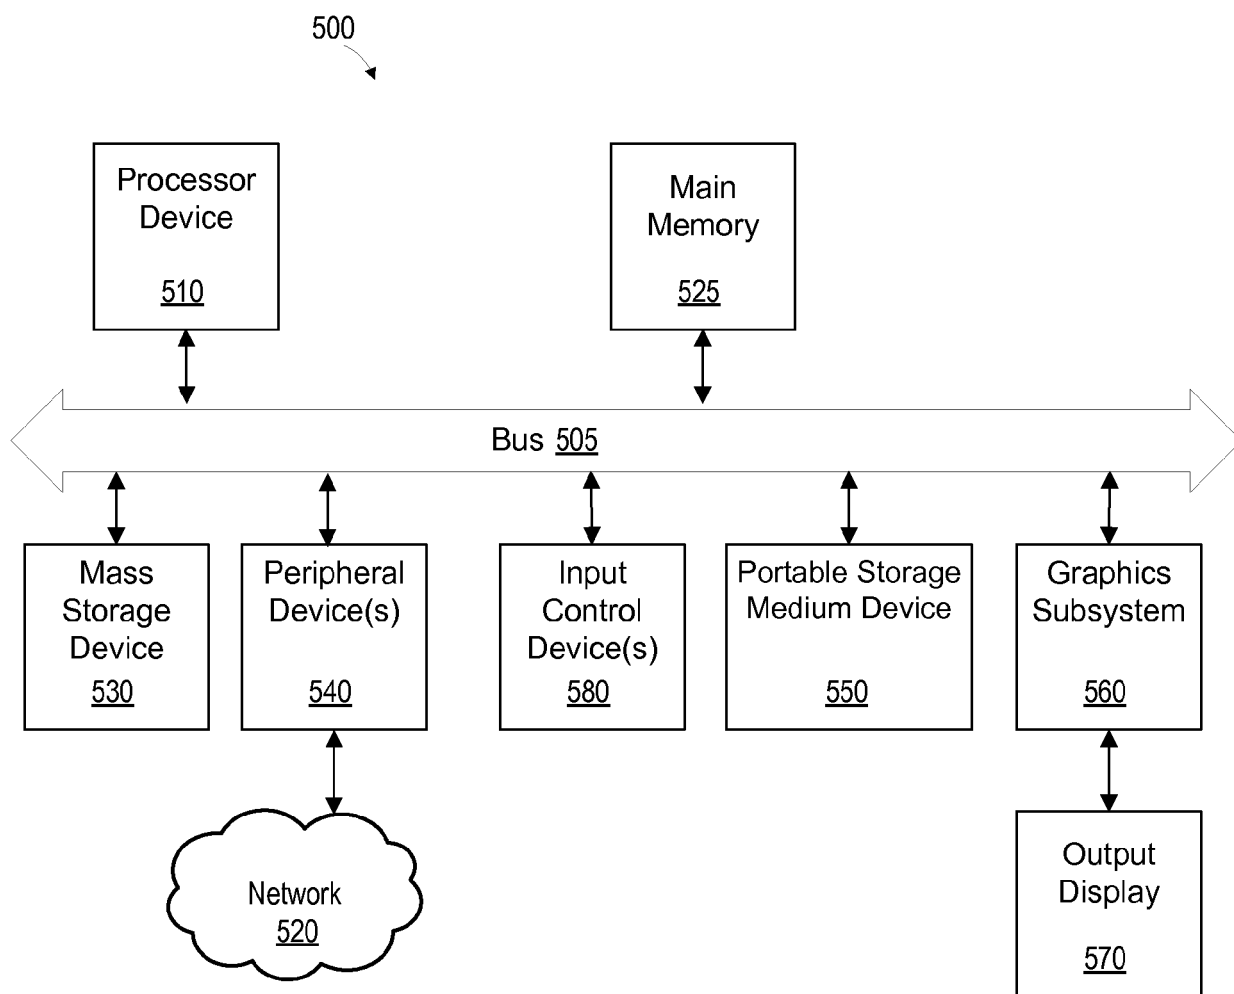 500
Processor
Device
510
Main
Memory
525
Bus 505
Mass
Storage
Device
530
Peripheral
Device(s)
540
Input
Control
Device(s)
580
Portable Storage
Medium Device
550
Graphics
Subsystem
560
Network
520
Output
Display
570